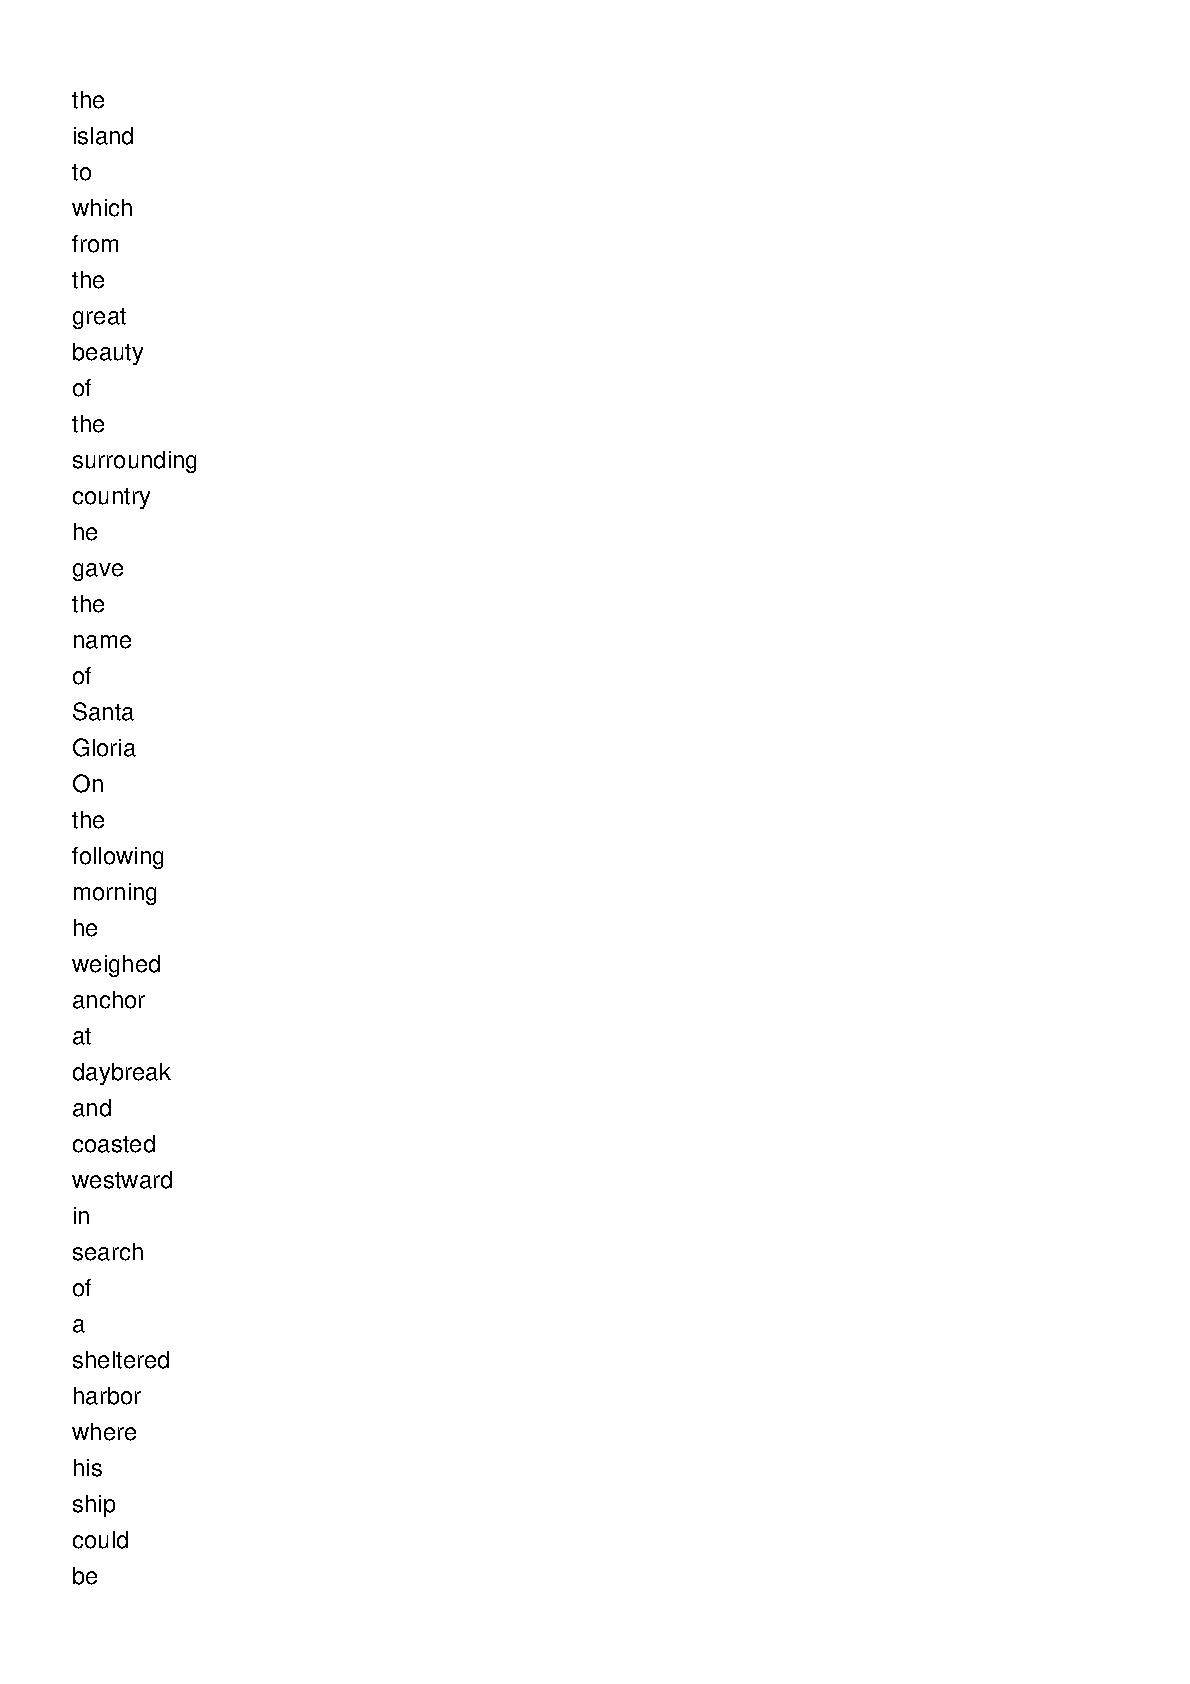 the
island
to
which
from
the
great
beauty
of
the
surrounding
country
he
gave
the
name
of
Santa
Gloria
On
the
following
morning
he
weighed
anchor
at
daybreak
and
coasted
westward
in
search
of
a
sheltered
harbor
where
his
ship
could
be